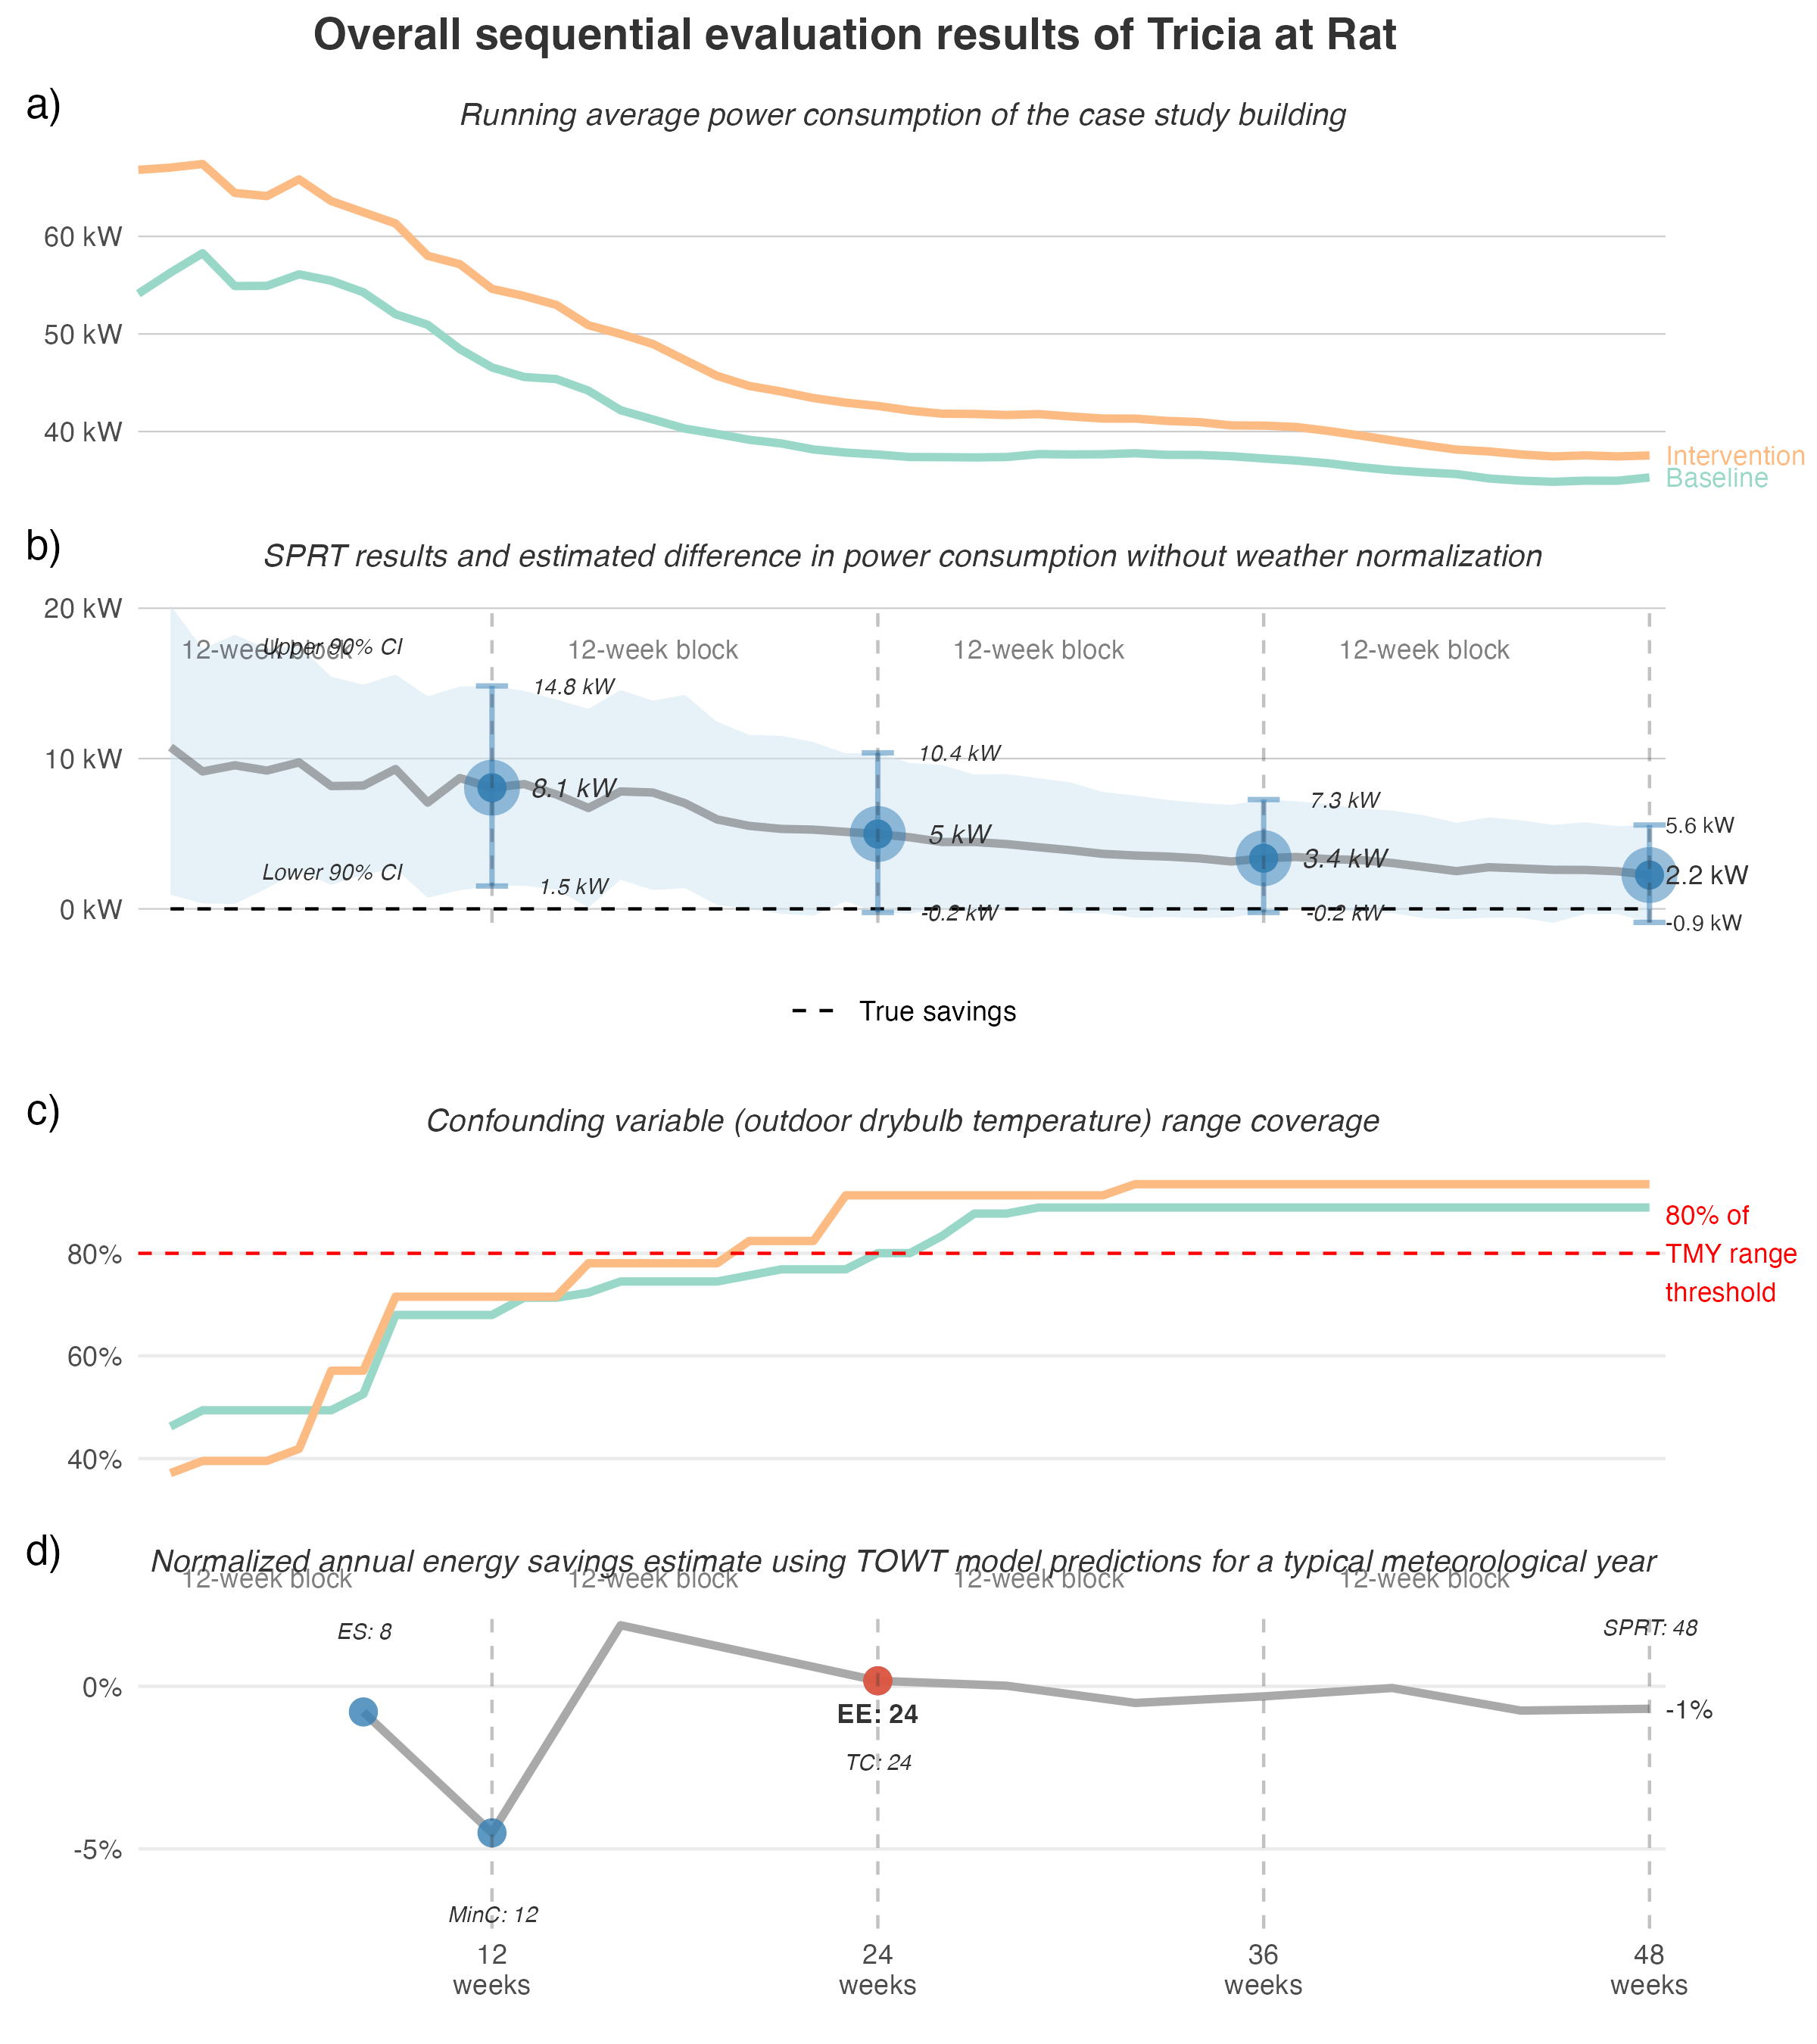 Overall sequential evaluation results of Tricia at Rat
a)
Running average power consumption of the case study building
60 kW
50 kW
40 kW
Intervention
Baseline
b)
SPRT results and estimated difference in power consumption without weather normalization
20 kW
12-week block
Upper 90% CI
12-week block
12-week block
12-week block
14.8 kW
10.4 kW
10 kW
8.1 kW
7.3 kW
5 kW
5.6 kW
3.4 kW
2.2 kW
Lower 90% CI
1.5 kW
0 kW
-0.2 kW
-0.2 kW
-0.9 kW
True savings
c)
Confounding variable (outdoor drybulb temperature) range coverage
80% of
TMY range
threshold
80%
60%
40%
d)
Normalized annual energy savings estimate using TOWT model predictions for a typical meteorological year
12-week block
12-week block
12-week block
12-week block
ES: 8
SPRT: 48
0%
EE: 24
-1%
TC: 24
-5%
MinC: 12
12
weeks
24
weeks
36
weeks
48
weeks